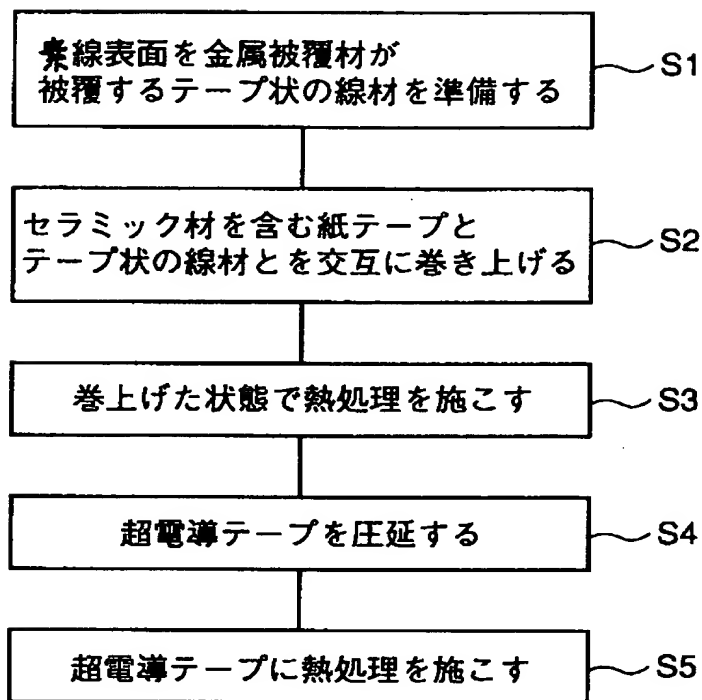 素線表面を金属被覆材が
被覆するテープ状の線材を準備する
S1
セラミック材を含む紙テープと
テープ状の線材とを交互に巻き上げる
S2
巻上げた状態で熱処理を施こす
S3
超電導テープを圧延する
S4
超電導テープに熱処理を施こす
S5